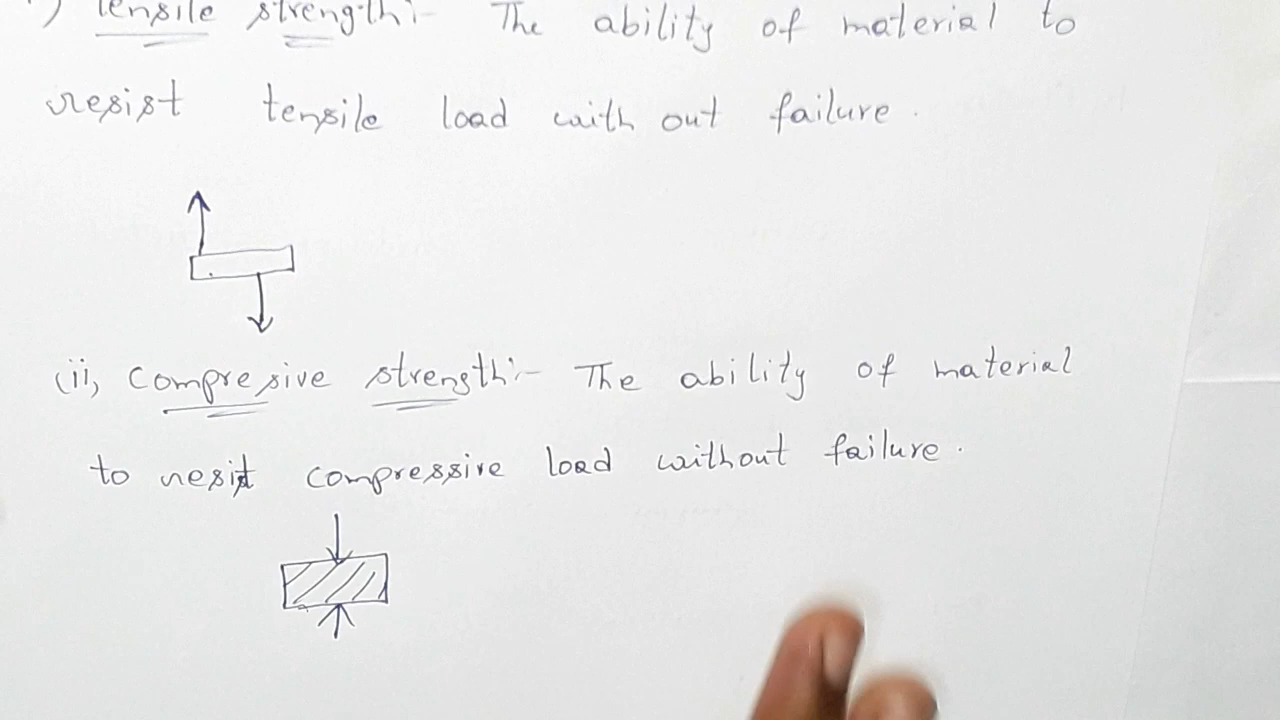 ) Tensile strength:- The ability of material to
resist tensile load with out failure.
(ii, Compresive strength:- The ability of material
to resist compressive load without failure.